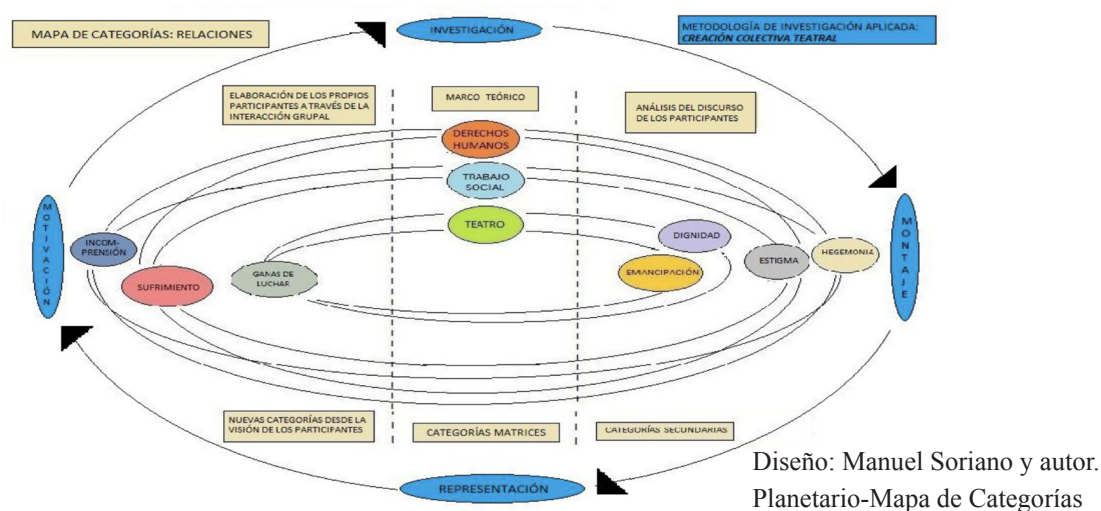 MAPA DE CATEGORÍAS: RELACIONES
INVESTIGACIÓN
METODOLOGÍA DE INVESTIGACIÓN APLICADA:
CREACIÓN COLECTIVA TEATRAL
ELABORACIÓN DE LOS PROPIOS
PARTICIPANTES A TRAVÉS DE LA
INTERACCIÓN GRUPAL
MARCO TEÓRICO
ANÁLISIS DEL DISCURSO
DE LOS PARTICIPANTES
DERECHOS
HUMANOS
TRABAJO
SOCIAL
TEATRO
MOTIVACIÓN
INCOM-
PRENSIÓN
SUFRIMIENTO
GANAS DE
LUCHAR
DIGNIDAD
EMANCIPACIÓN
ESTIGMA
HEGEMONIA
MONTAJE
NUEVAS CATEGORÍAS DESDE LA
VISIÓN DE LOS PARTICIPANTES
CATEGORÍAS MATRICES
CATEGORÍAS SECUNDARIAS
REPRESENTACIÓN
Diseño: Manuel Soriano y autor.
Planetario-Mapa de Categorías